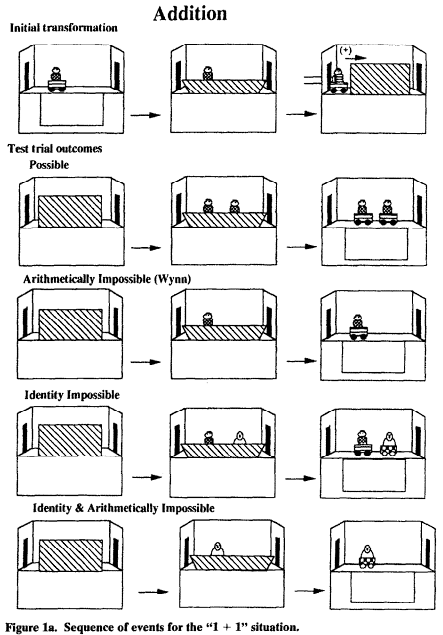 Addition
Initial transformation
(+)
Test trial outcomes
Possible
Arithmetically Impossible (Wynn)
Identity Impossible
Identity & Arithmetically Impossible
Figure 1a. Sequence of events for the "1 + 1" situation.